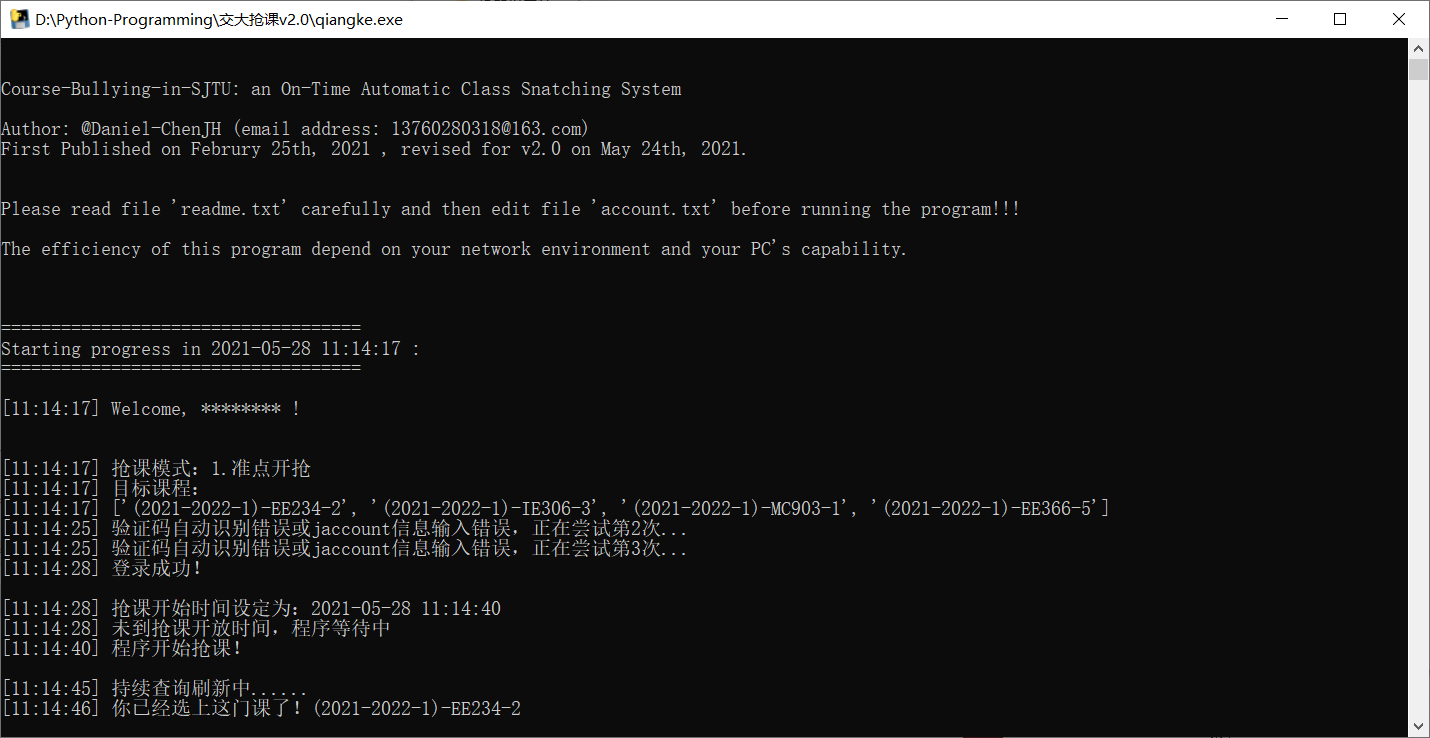 D:\Python-Programming\交大抢课v2.0\qiangke.exe
Course-Bullying-in-SJTU: an On-Time Automatic Class Snatching System
Author: @Daniel-ChenJH (email address: 13760280318@163.com)
First Published on Februry 25th, 2021 , revised for v2.0 on May 24th, 2021.
Please read file 'readme.txt' carefully and then edit file 'account.txt' before running the program!!!
The efficiency of this program depend on your network environment and your PC's capability.
====================================
Starting progress in 2021-05-28 11:14:17 :
====================================
[11:14:17] Welcome, ******** !
[11:14:17] 抢课模式：1.准点开抢
[11:14:17] 目标课程：
[11:14:17] ['(2021-2022-1)-EE234-2', '(2021-2022-1)-IE306-3', '(2021-2022-1)-MC903-1', '(2021-2022-1)-EE366-5']
[11:14:25] 验证码自动识别错误或jaccount信息输入错误，正在尝试第2次...
[11:14:25] 验证码自动识别错误或jaccount信息输入错误，正在尝试第3次...
[11:14:28] 登录成功！
[11:14:28] 抢课开始时间设定为：2021-05-28 11:14:40
[11:14:28] 未到抢课开放时间，程序等待中
[11:14:40] 程序开始抢课！
[11:14:45] 持续查询刷新中......
[11:14:46] 你已经选上这门课了！(2021-2022-1)-EE234-2